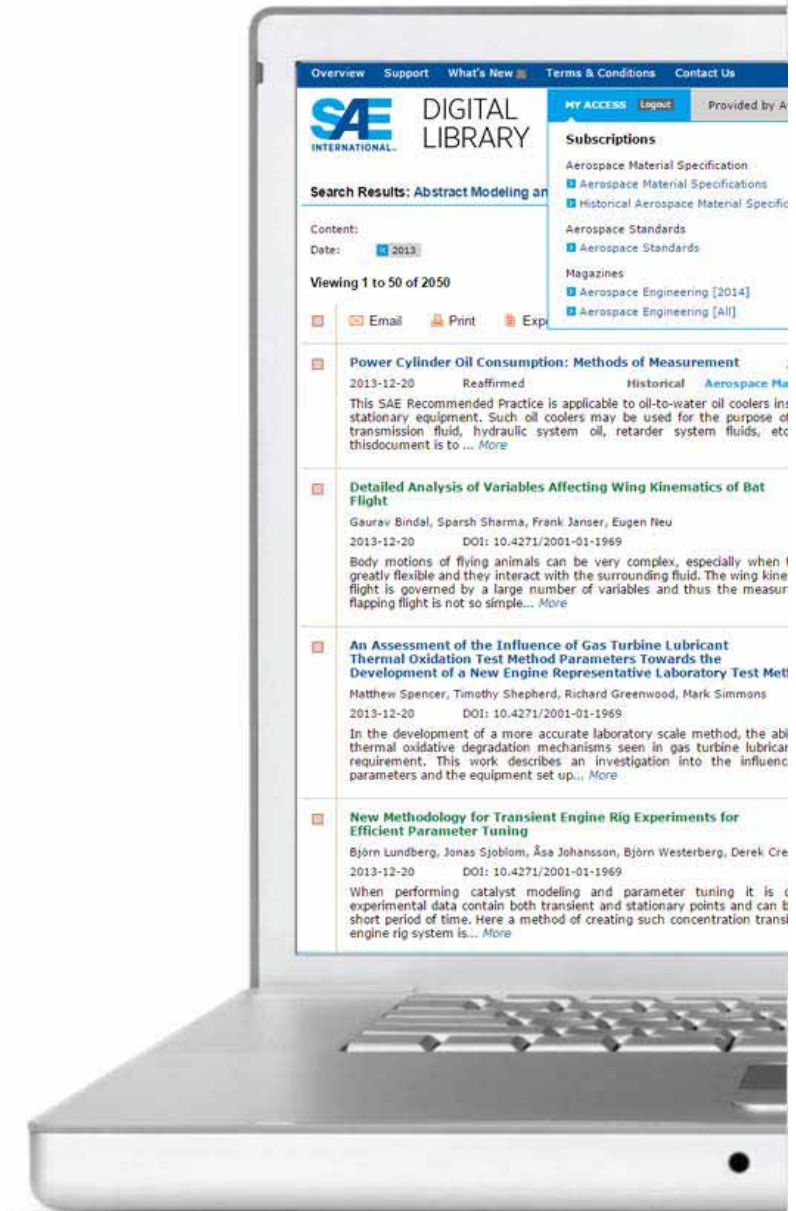 Overview Support What's New Terms & Conditions Contact Us
SAE
INTERNATIONAL
DIGITAL
LIBRARY
MY ACCESS Logout Provided by
Subscriptions
Aerospace Material Specification
Aerospace Material Specifications
Historical Aerospace Material
Aerospace Standards
Aerospace Standards
Magazines
Aerospace Engineering [2014]
Aerospace Engineering [All]
Search Results: Abstract Modeling
Content:
Date: 2013
Viewing 1 to 50 of 2050
Email Print
Power Cylinder Oil Consumption: Methods of Measurement
2013-12-20 Reaffirmed Historical Aerospace
This SAE Recommended Practice is applicable to oil-to-water oil coolers
stationary equipment. Such oil coolers may be used for the purpose
transmission fluid, hydraulic system oil, retarder system fluids,
thisdocument is to ... More
Detailed Analysis of Variables Affecting Wing Kinematics of Bat
Flight
Gaurav Bindal, Sparsh Sharma, Frank Janser, Eugen Neu
2013-12-20 DOI: 10.4271/2001-01-1969
Body motions of flying animals can be very complex, especially when
greatly flexible and they interact with the surrounding fluid. The wing
flight is governed by a large number of variables and thus the
flapping flight is not so simple... More
An Assessment of the Influence of Gas Turbine Lubricant
Thermal Oxidation Test Method Parameters Towards the
Development of a New Engine Representative Laboratory Test
Matthew Spencer, Timothy Shepherd, Richard Greenwood, Mark Simmons
2013-12-20 DOI: 10.4271/2001-01-1969
In the development of a more accurate laboratory scale method, the
thermal oxidative degradation mechanisms seen in gas turbine
requirement. This work describes an investigation into the
parameters and the equipment set up... More
New Methodology for Transient Engine Rig Experiments for
Efficient Parameter Tuning
Björn Lundberg, Jonas Sjoblom, Åsa Johansson, Björn Westerberg, Derek
2013-12-20 DOI: 10.4271/2001-01-1969
When performing catalyst modeling and parameter tuning it is
experimental data contain both transient and stationary points and can
short period of time. Here a method of creating such concentration
engine rig system is... More